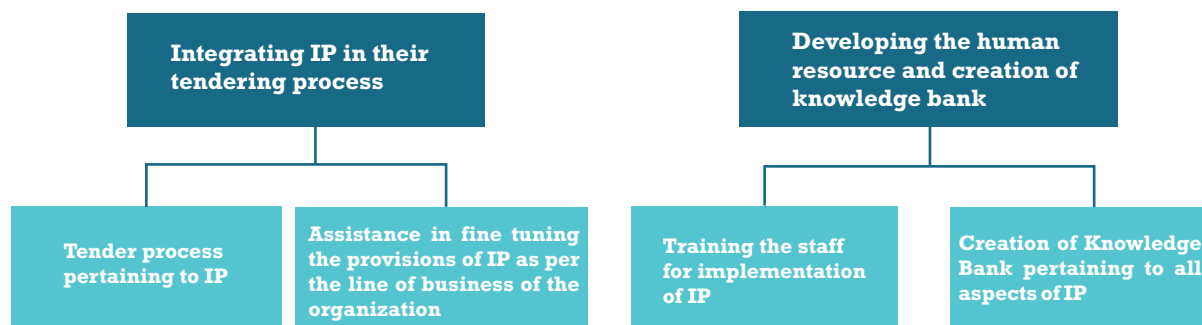 Integrating IP in their
tendering process
Developing the human
resource and creation of
knowledge bank
Tender process
pertaining to IP
Assistance in fine tuning
the provisions of IP as per
the line of business of the
organization
Training the staff
for implementation
of IP
Creation of Knowledge
Bank pertaining to all
aspects of IP